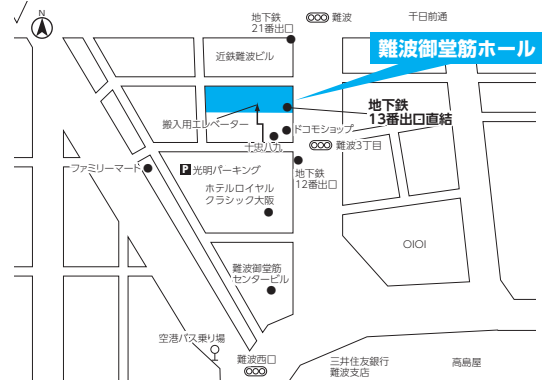 N
地下鉄
21番出口
難波
千日前通
近鉄難波ビル
難波御堂筋ホール
地下鉄
13番出口直結
搬入用エレベーター
ドコモショップ
十忠八九
難波3丁目
ファミリーマート
P 光明パーキング
地下鉄
12番出口
ホテルロイヤル
クラシック大阪
OIOI
難波御堂筋
センタービル
空港バス乗り場
難波西口
三井住友銀行
難波支店
高島屋